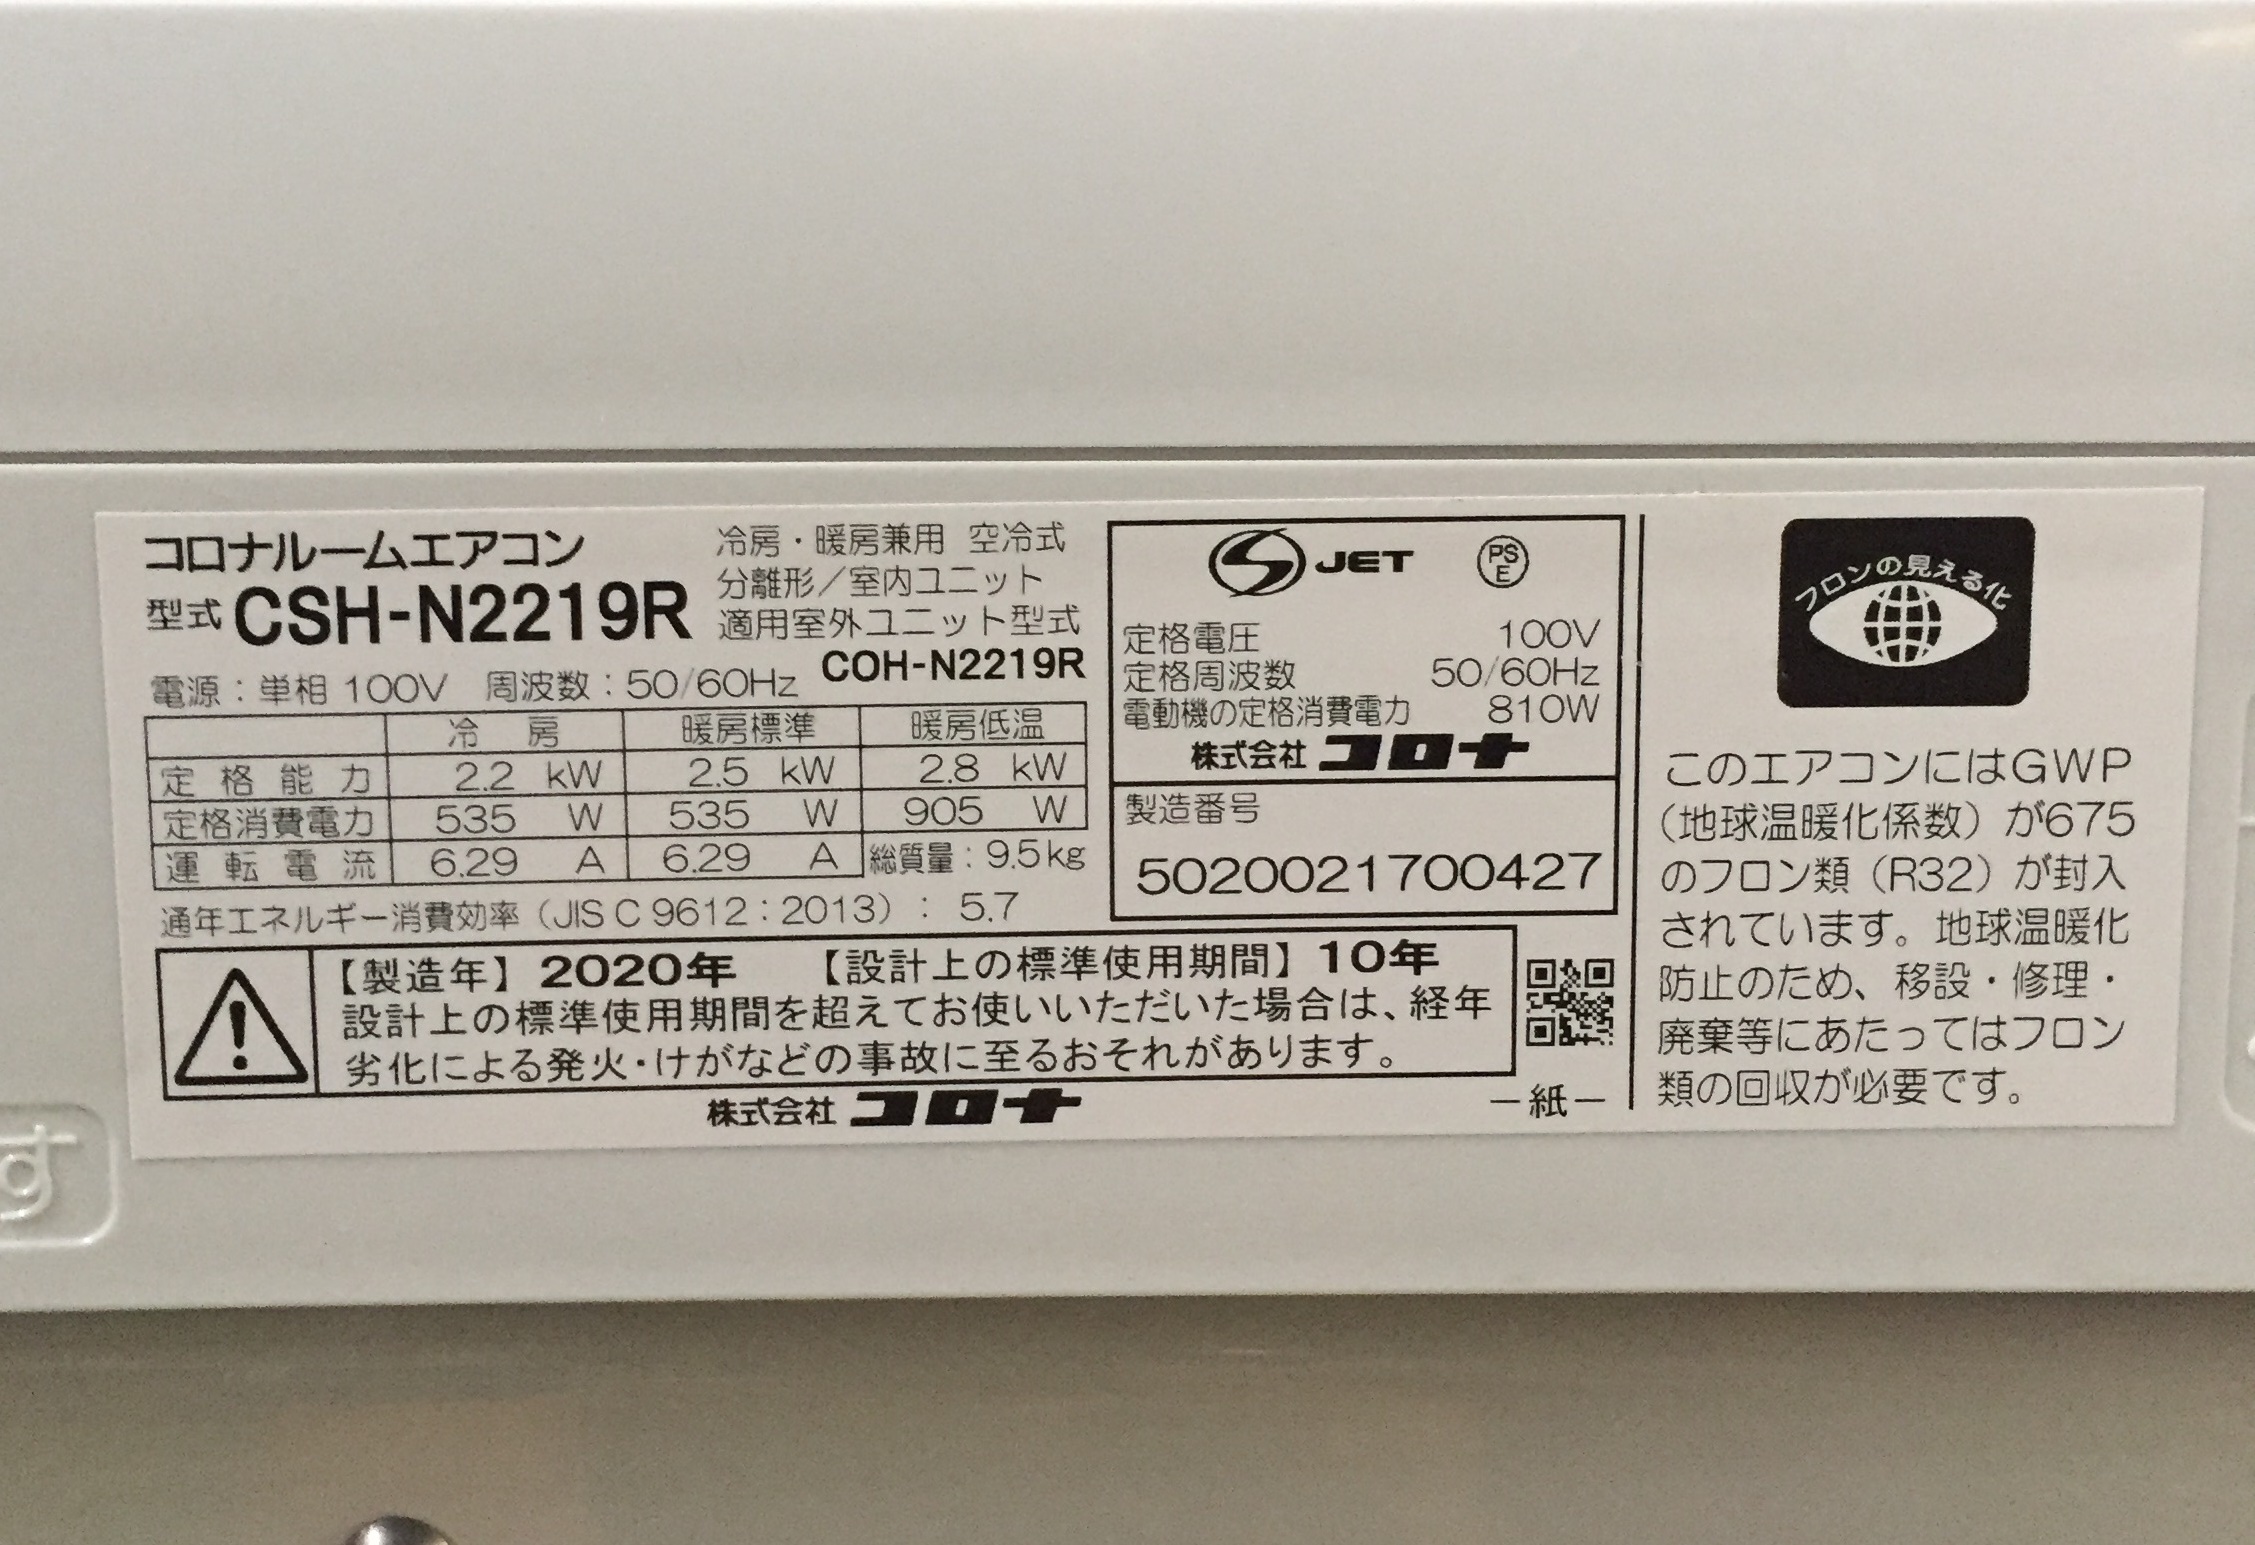 コロナルームエアコン
型式 CSH-N2219R
冷房・暖房兼用 空冷式
分離形／室内ユニット
適用室外ユニット型式
COH-N2219R
電源：単相 100V 周波数：50/60Hz
冷房 暖房標準 暖房低温
定格能力 2.2 kW 2.5 kW 2.8 kW
定格消費電力 535 W 535 W 905 W
運転電流 6.29 A 6.29 A 総質量：9.5kg
通年エネルギー消費効率（JIS C 9612：2013）： 5.7
【製造年】2020年 【設計上の標準使用期間】10年
設計上の標準使用期間を超えてお使いいただいた場合は、経年
劣化による発火・けがなどの事故に至るおそれがあります。
株式会社 コロナ
S JET PS E
定格電圧 100V
定格周波数 50/60Hz
電動機の定格消費電力 810W
株式会社 コロナ
製造番号
5020021700427
－紙－
フロンの見える化
このエアコンにはGWP
（地球温暖化係数）が675
のフロン類（R32）が封入
されています。地球温暖化
防止のため、移設・修理・
廃棄等にあたってはフロン
類の回収が必要です。
す